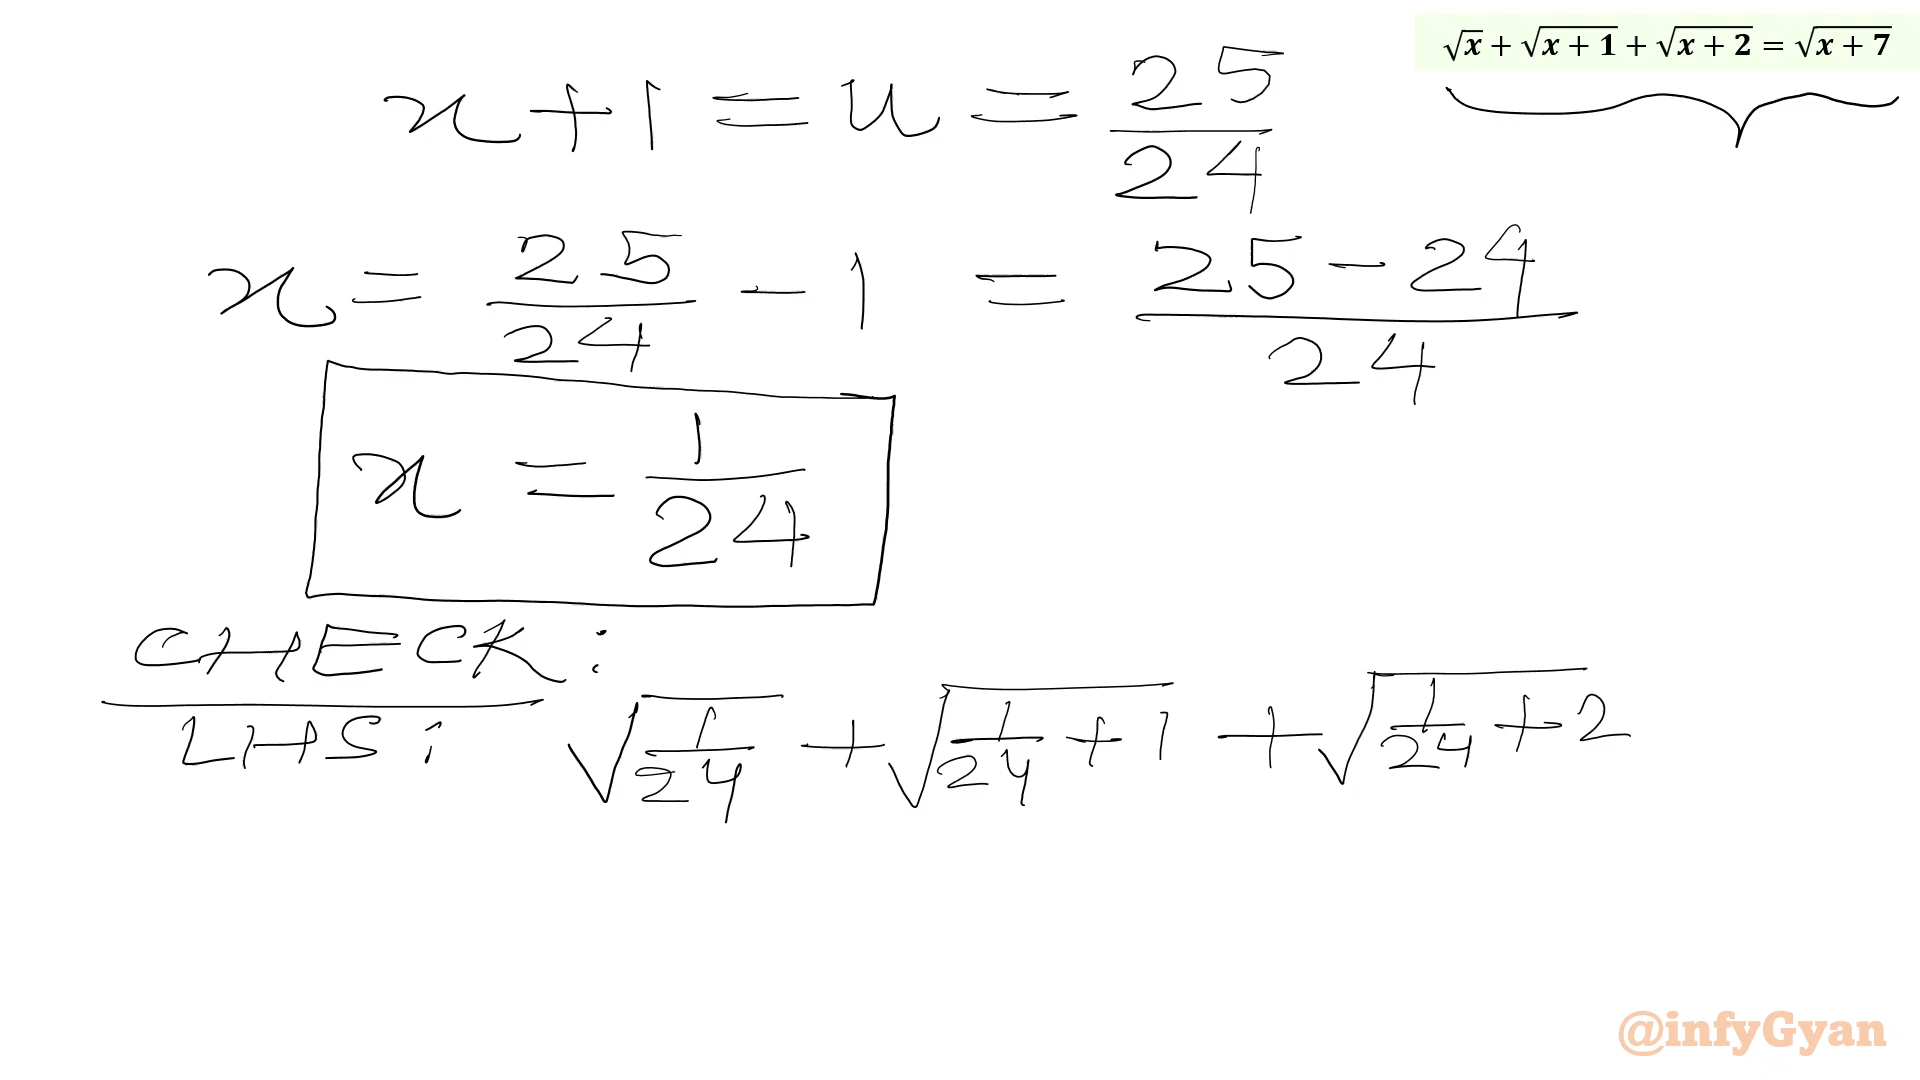 √x + √(x + 1) + √(x + 2) = √(x + 7)
x + 1 = u = 25/24
x = 25/24 - 1 = (25 - 24)/24
x = 1/24
CHECK:
LHS: √(1/24) + √(1/24 + 1) + √(1/24 + 2)
@infyGyan